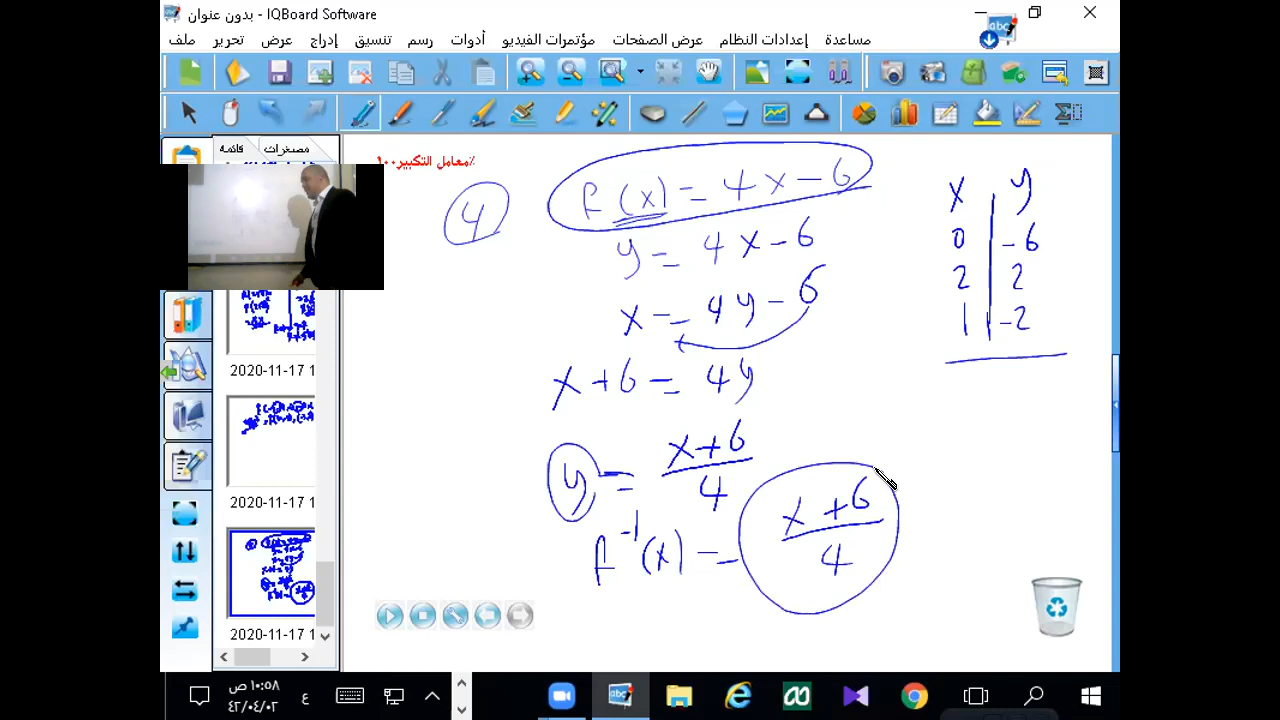 بدون عنوان - IQBoard Software
ملف تحرير عرض إدراج تنسيق رسم أدوات مؤتمرات الفيديو عرض الصفحات إعدادات النظام مساعدة
قائمة مصغرات
معامل التكبير١٠٠٪
4
f(x) = 4x-6
y = 4x-6
x = 4y-6
x+6 = 4y
y = x+6/4
f⁻¹(x) = x+6/4
x | y
0 | -6
2 | 2
1 | -2
2020-11-17 1
2020-11-17 1
2020-11-17 1
١٠:٥٨ ص
٤٢/٠٤/٠٢
ع